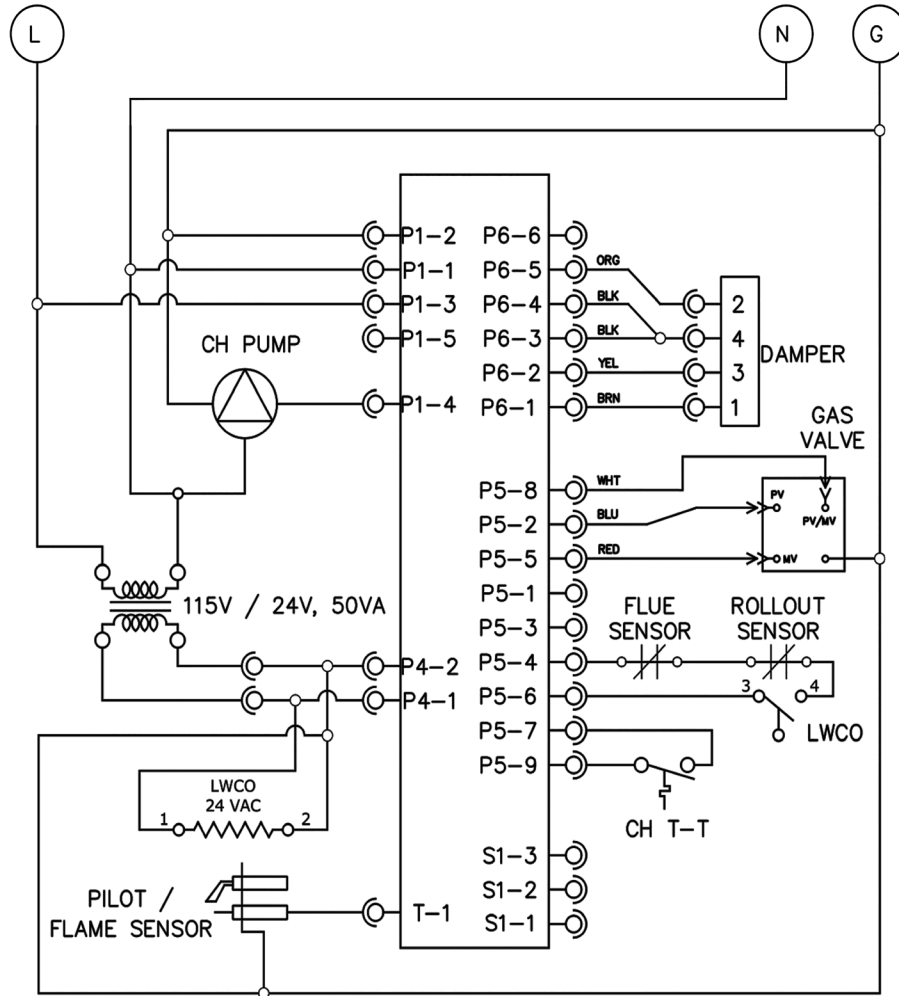 L
N
G
P1-2
P1-1
P1-3
P1-5
P1-4
CH PUMP
P6-6
P6-5
P6-4
P6-3
P6-2
P6-1
ORG
BLK
BLK
YEL
BRN
2
4
3
1
DAMPER
GAS
VALVE
PV
PV/MV
MV
P5-8
P5-2
P5-5
P5-1
P5-3
P5-4
P5-6
P5-7
P5-9
WHT
BLU
RED
115V / 24V, 50VA
FLUE
SENSOR
ROLLOUT
SENSOR
3
4
LWCO
CH T-T
P4-2
P4-1
LWCO
24 VAC
1
2
PILOT /
FLAME SENSOR
T-1
S1-3
S1-2
S1-1